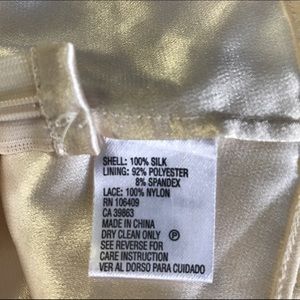 SHELL: 100% SILK
LINING: 92% POLYESTER
8% SPANDEX
LACE: 100% NYLON
RN 106409
CA 39863
MADE IN CHINA
DRY CLEAN ONLY Ⓟ
SEE REVERSE FOR
CARE INSTRUCTION
VER AL DORSO PARA CUIDADO